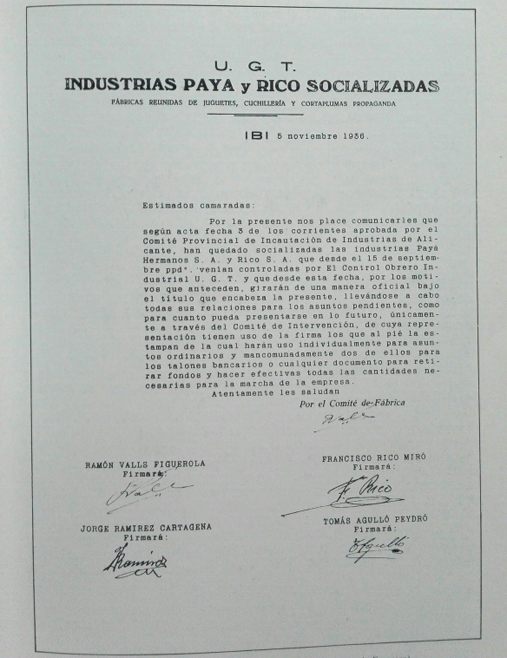 U. G. T.
INDUSTRIAS PAYA y RICO SOCIALIZADAS
FÁBRICAS REUNIDAS DE JUGUETES, CUCHILLERÍA Y CORTAPLUMAS PROPAGANDA
IBI 5 noviembre 1936.
Estimados camaradas:
Por la presente nos place comunicarles que
según acta fecha 3 de los corrientes aprobada por el
Comité Provincial de Incautación de Industrias de Ali-
cante, han quedado socializadas las industrias Payá
Hermanos S. A. y Rico S. A. que desde el 15 de septiem-
bre ppdº. venían controladas por El Control Obrero In-
dustrial U. G. T. y que desde esta fecha, por los moti-
vos que anteceden, girarán de una manera oficial bajo
el título que encabeza la presente, llevándose a cabo
todas sus relaciones para los asuntos pendientes, como
para cuanto pueda presentarse en lo futuro, únicamen-
te a través del Comité de Intervención, de cuya repre-
sentación tienen uso de la firma los que al pié la es-
tampan de la cual harán uso individualmente para asun-
tos ordinarios y mancomunadamente dos de ellos para
los talones bancarios o cualquier documento para reti-
rar fondos y hacer efectivas todas las cantidades ne-
cesarias para la marcha de la empresa.
Atentamente les saludan
Por el Comité de Fábrica
Valls
RAMÓN VALLS FIGUEROLA
Firmará:
Valls
FRANCISCO RICO MIRÓ
Firmará:
F. Rico
JORGE RAMIREZ CARTAGENA
Firmará:
JRamirez
TOMÁS AGULLÓ PEYDRÓ
Firmará:
TAgulló